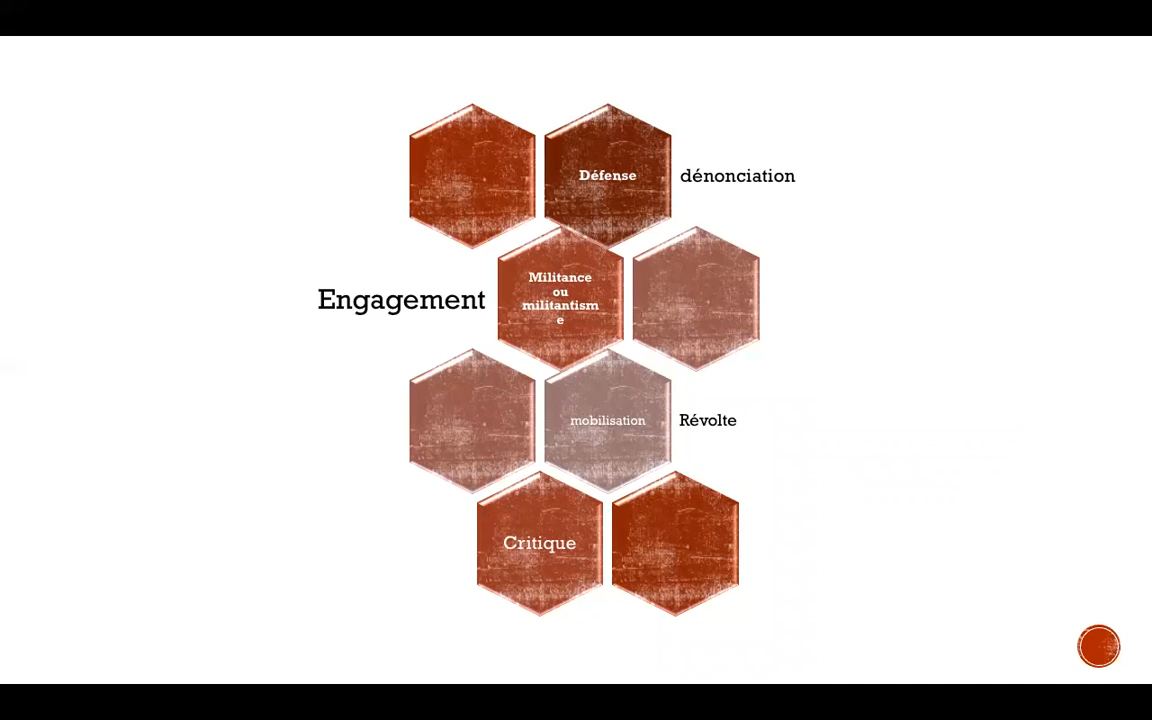 Défense
dénonciation
Engagement
Militance
ou
militantism
e
mobilisation
Révolte
Critique